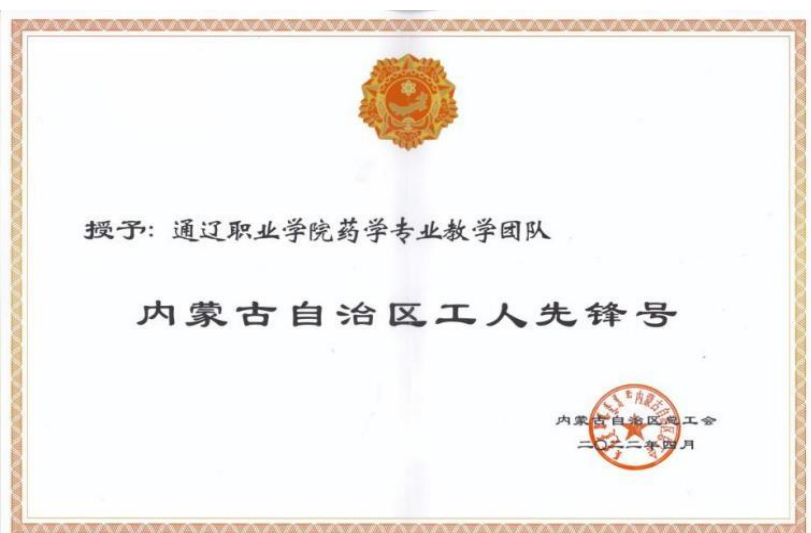 授予: 通辽职业学院药学专业教学团队
内蒙古自治区工人先锋号
内蒙古自治区总工会
二〇二二年四月